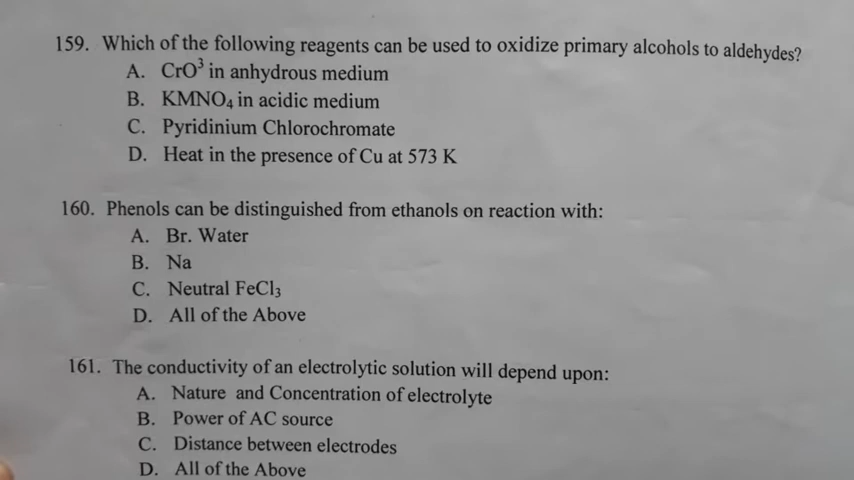 159. Which of the following reagents can be used to oxidize primary alcohols to aldehydes?
A. CrO³ in anhydrous medium
B. KMNO₄ in acidic medium
C. Pyridinium Chlorochromate
D. Heat in the presence of Cu at 573 K
160. Phenols can be distinguished from ethanols on reaction with:
A. Br. Water
B. Na
C. Neutral FeCl₃
D. All of the Above
161. The conductivity of an electrolytic solution will depend upon:
A. Nature and Concentration of electrolyte
B. Power of AC source
C. Distance between electrodes
D. All of the Above